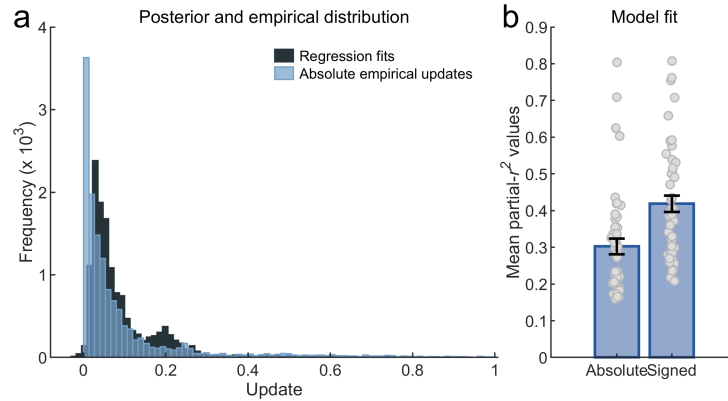 a
Posterior and empirical distribution
4
3
2
1
0
Frequency (x 10³)
Regression fits
Absolute empirical updates
0
0.2
0.4
0.6
0.8
1
Update
b
Model fit
0.9
0.8
0.7
0.6
0.5
0.4
0.3
0.2
0.1
0
Mean partial-r² values
Absolute
Signed